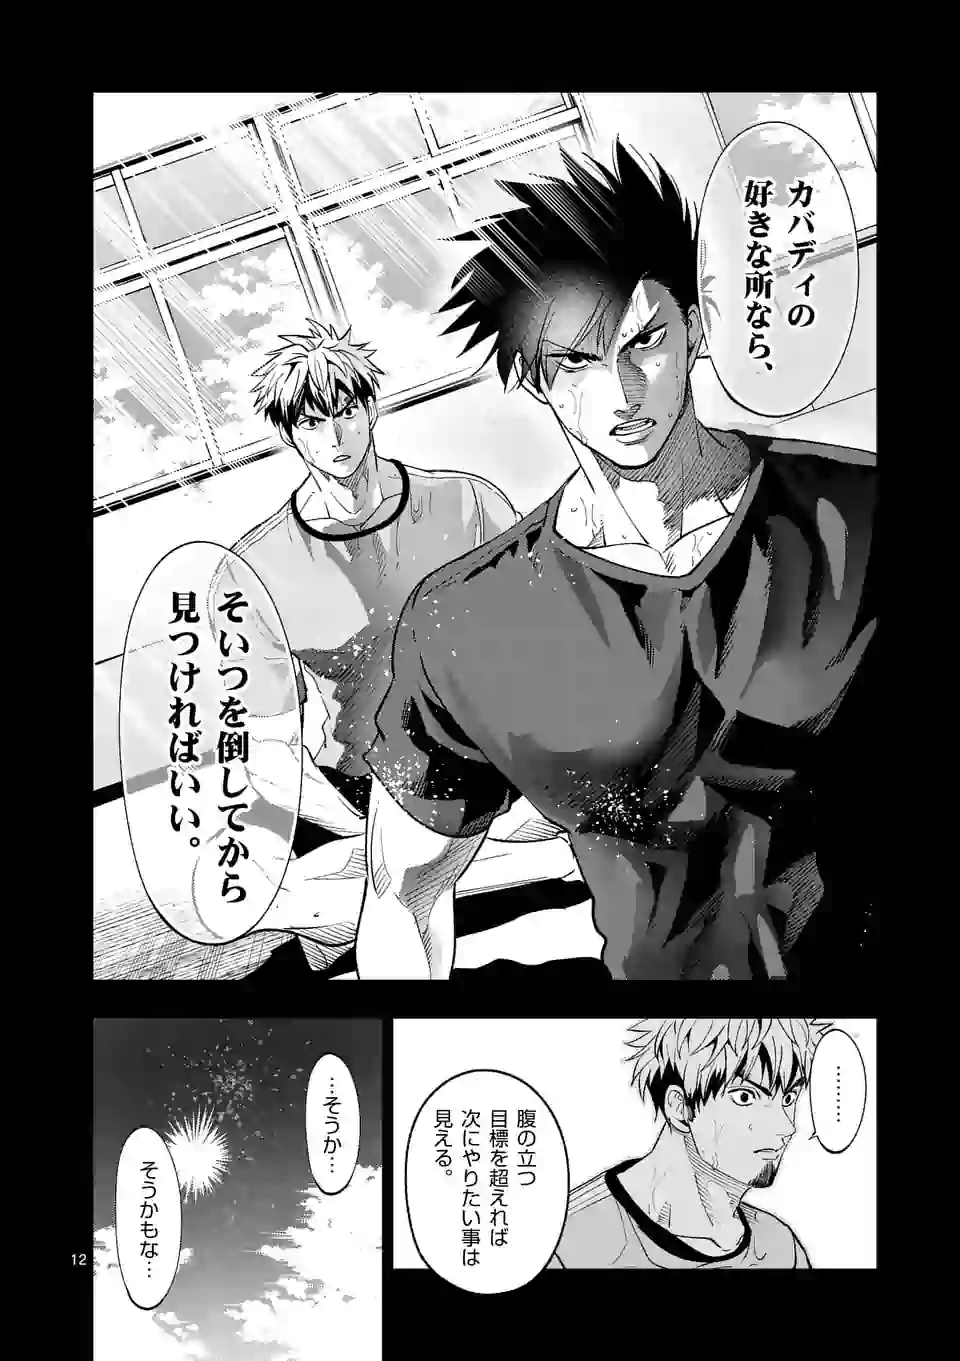 カバディの
好きな所なら、
そいつを倒してから
見つければいい。
………
腹の立つ
目標を超えれば
次にやりたい事は
見える。
…そうか…
そうかもな…
12